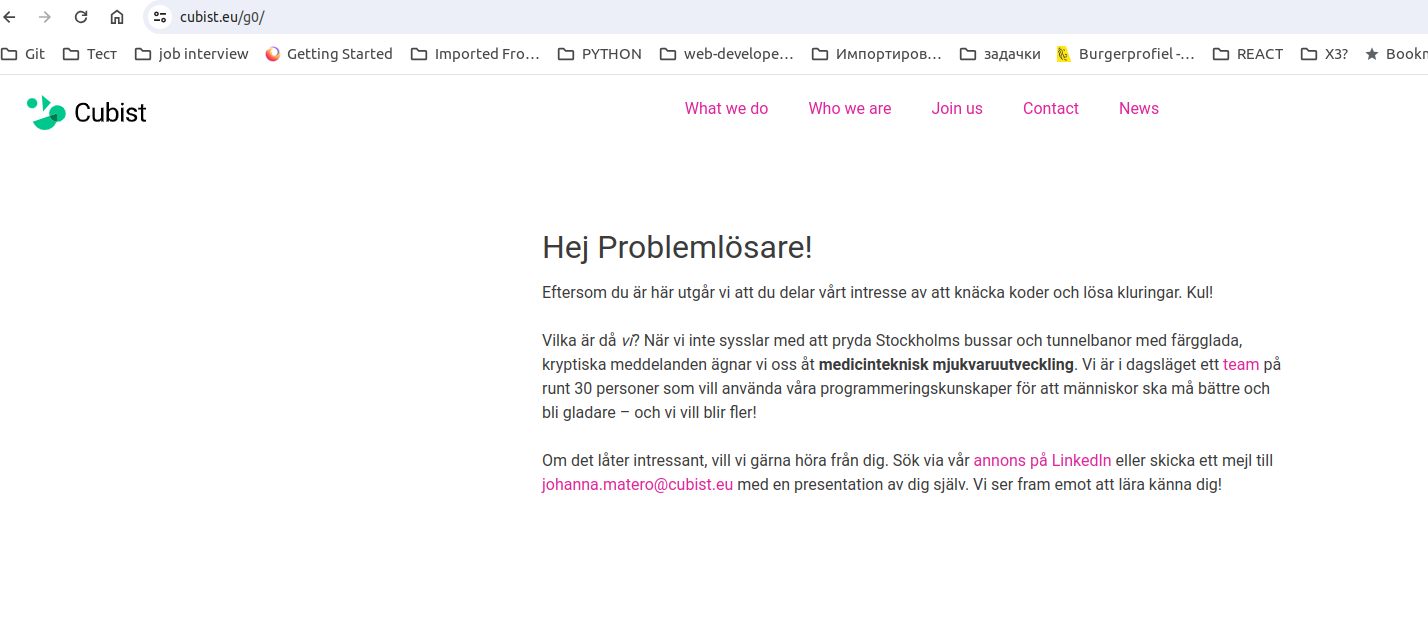 cubist.eu/g0/
Git Тест job interview Getting Started Imported Fro... PYTHON web-develope... Импортиров... задачки Burgerprofiel -... REACT ХЗ? Bookm
Cubist What we do Who we are Join us Contact News
Hej Problemlösare!
Eftersom du är här utgår vi att du delar vårt intresse av att knäcka koder och lösa kluringar. Kul!
Vilka är då vi? När vi inte sysslar med att pryda Stockholms bussar och tunnelbanor med färgglada,
kryptiska meddelanden ägnar vi oss åt medicinteknisk mjukvaruutveckling. Vi är i dagsläget ett team på
runt 30 personer som vill använda våra programmeringskunskaper för att människor ska må bättre och
bli gladare – och vi vill blir fler!
Om det låter intressant, vill vi gärna höra från dig. Sök via vår annons på LinkedIn eller skicka ett mejl till
johanna.matero@cubist.eu med en presentation av dig själv. Vi ser fram emot att lära känna dig!